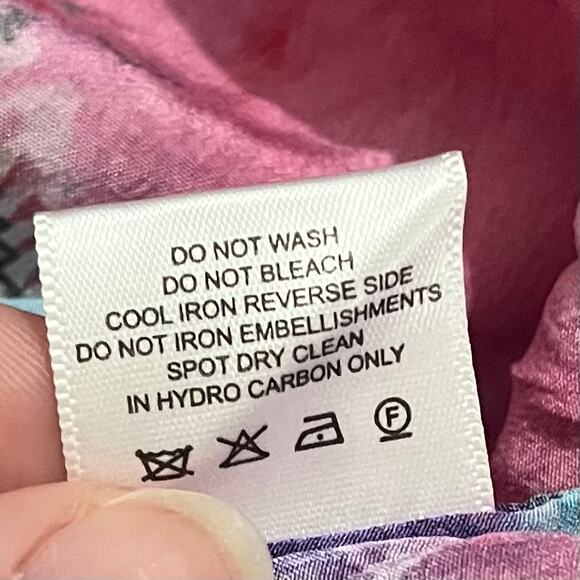 DO NOT WASH
DO NOT BLEACH
COOL IRON REVERSE SIDE
DO NOT IRON EMBELLISHMENTS
SPOT DRY CLEAN
IN HYDRO CARBON ONLY
F